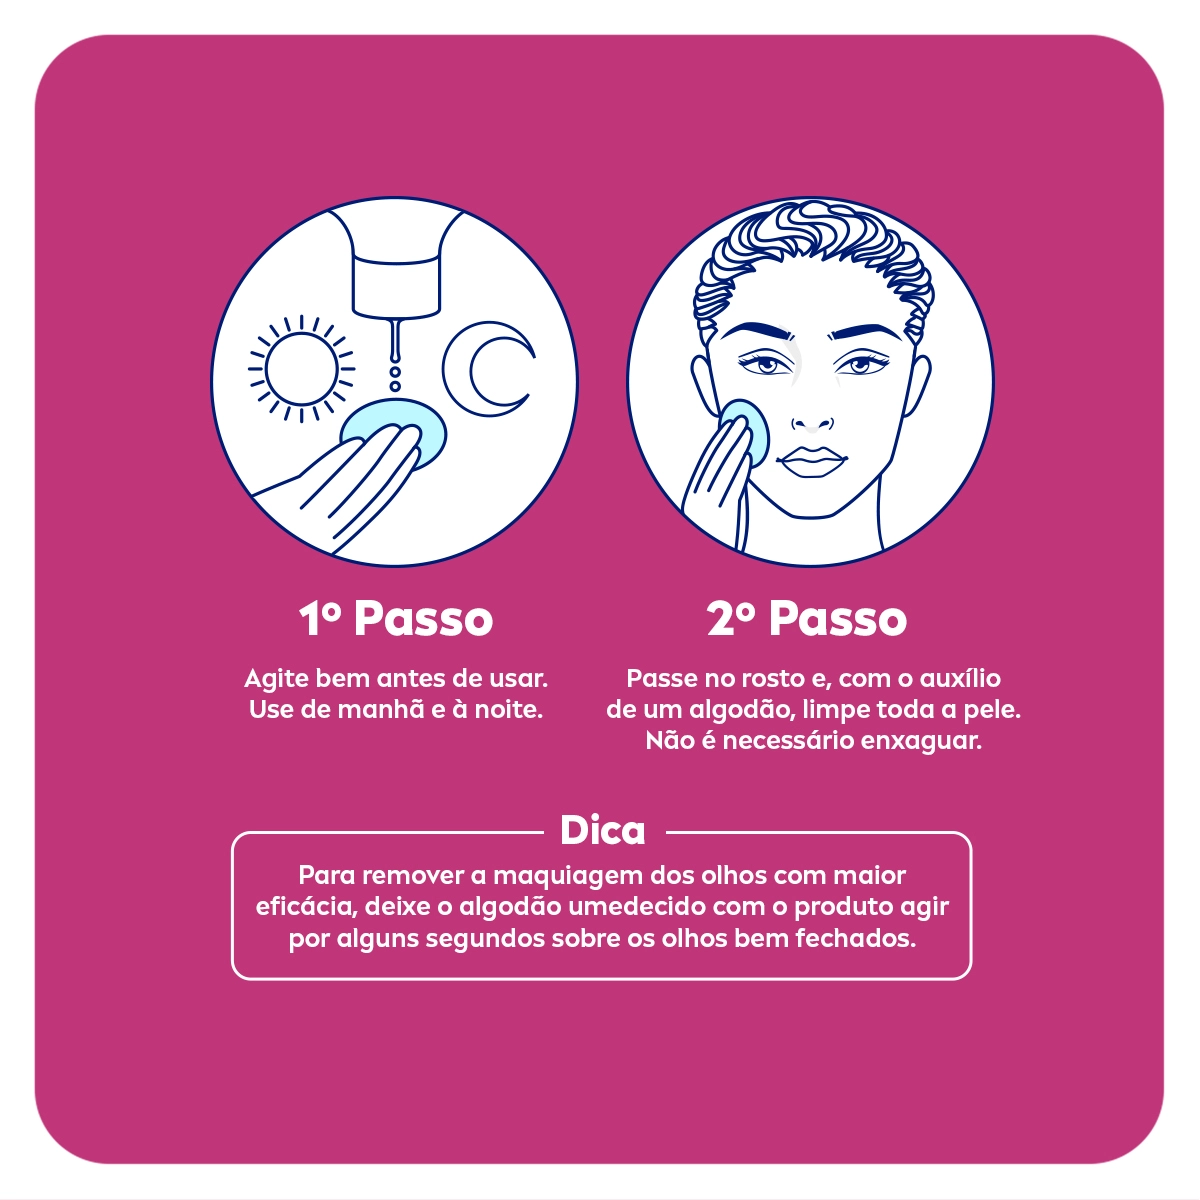 1º Passo
Agite bem antes de usar.
Use de manhã e à noite.
2º Passo
Passe no rosto e, com o auxílio
de um algodão, limpe toda a pele.
Não é necessário enxaguar.
Dica
Para remover a maquiagem dos olhos com maior
eficácia, deixe o algodão umedecido com o produto agir
por alguns segundos sobre os olhos bem fechados.